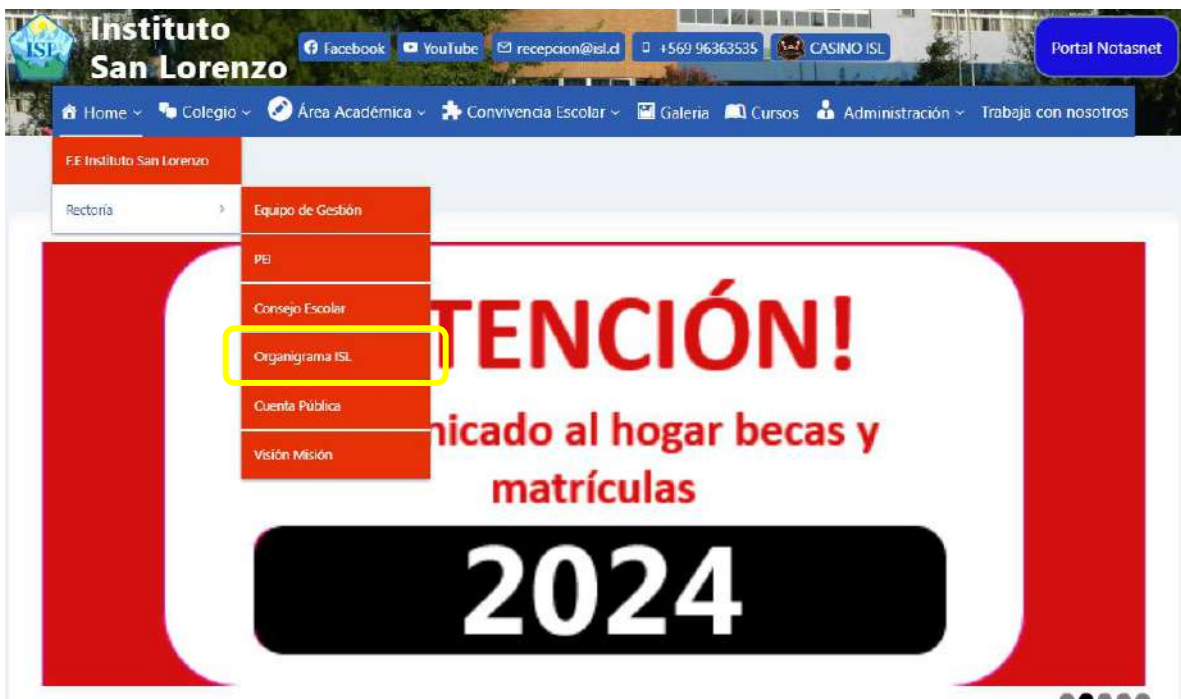 Instituto
San Lorenzo
ISL
Facebook YouTube recepcion@isl.cl +569 96363535 CASINO ISL
Portal Notasnet
Home Colegio Área Académica Convivencia Escolar Galeria Cursos Administración Trabaja con nosotros
F.E Instituto San Lorenzo
Rectoría
Equipo de Gestión
PEI
Consejo Escolar
Organigrama ISL
Cuenta Pública
Visión Misión
TENCIÓN!
nicado al hogar becas y
matrículas
2024